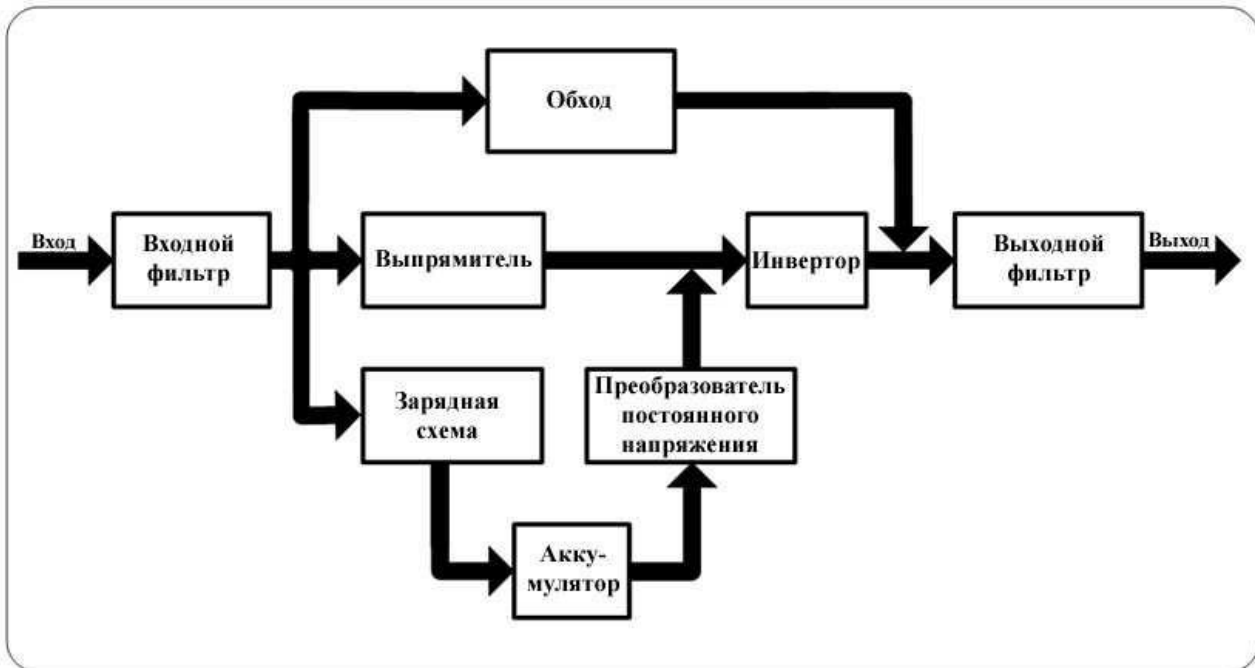 Обход
Вход
Входной
фильтр
Выпрямитель
Инвертор
Выходной
фильтр
Выход
Зарядная
схема
Преобразователь
постоянного
напряжения
Акку-
мулятор